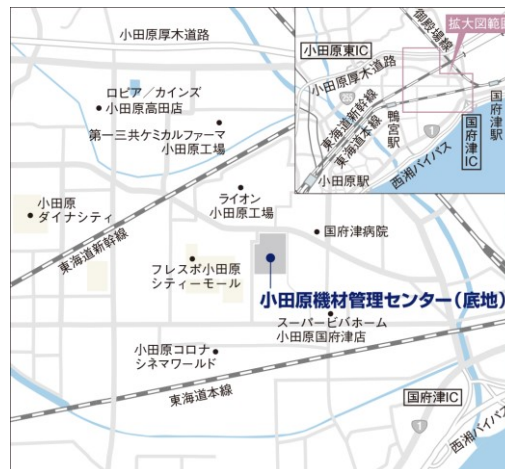 小田原厚木道路
ロピア／カインズ
小田原高田店
第一三共ケミカルファーマ
小田原工場
小田原
ダイナシティ
ライオン
小田原工場
国府津病院
東海道新幹線
フレスポ小田原
シティーモール
小田原機材管理センター（底地）
スーパービバホーム
小田原国府津店
小田原コロナ
シネマワールド
東海道本線
国府津IC
1
西湘バイパス
御殿場線
拡大図範囲
小田原東IC
小田原厚木道路
国府津駅
255
鴨宮駅
東海道新幹線
東海道本線
1
国府津IC
西湘バイパス
小田原駅